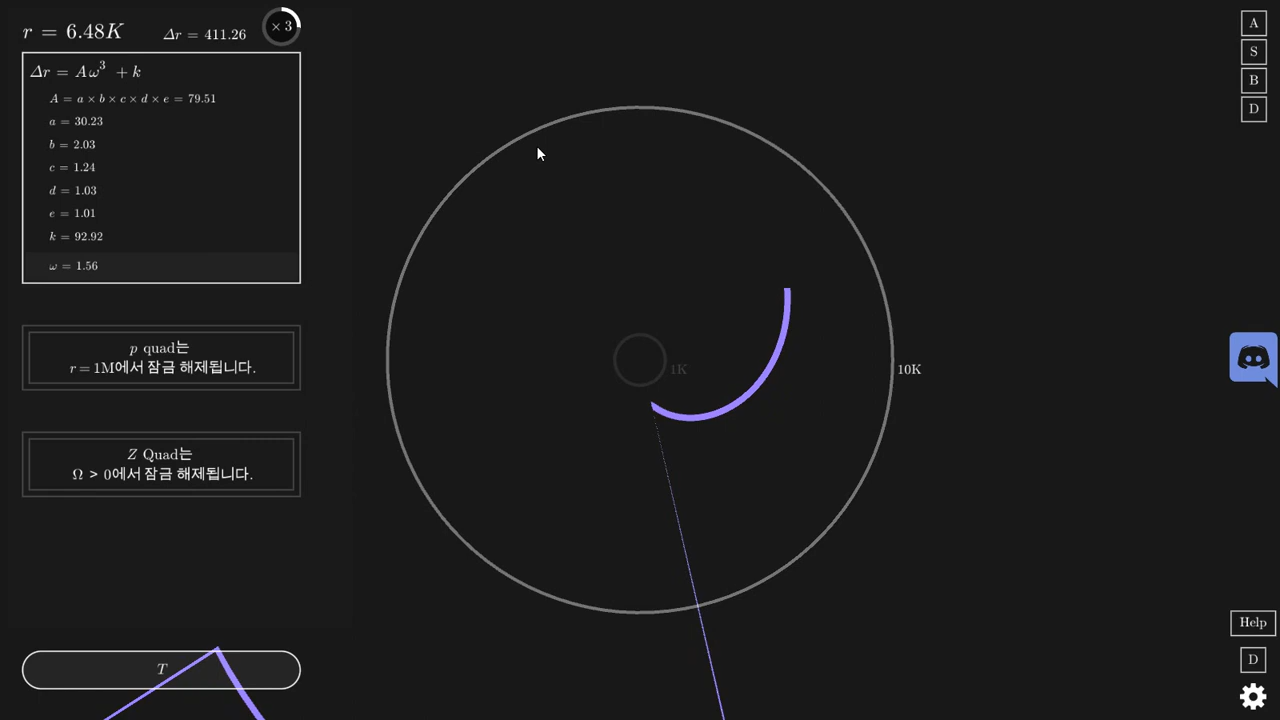 r = 6.48K
Δr = 411.26
× 3
Δr = Aω³ + k
A = a × b × c × d × e = 79.51
a = 30.23
b = 2.03
c = 1.24
d = 1.03
e = 1.01
k = 92.92
ω = 1.56
p quad는
r = 1M에서 잠금 해제됩니다.
Z Quad는
Ω > 0에서 잠금 해제됩니다.
T
1K
10K
A
S
B
D
Help
D